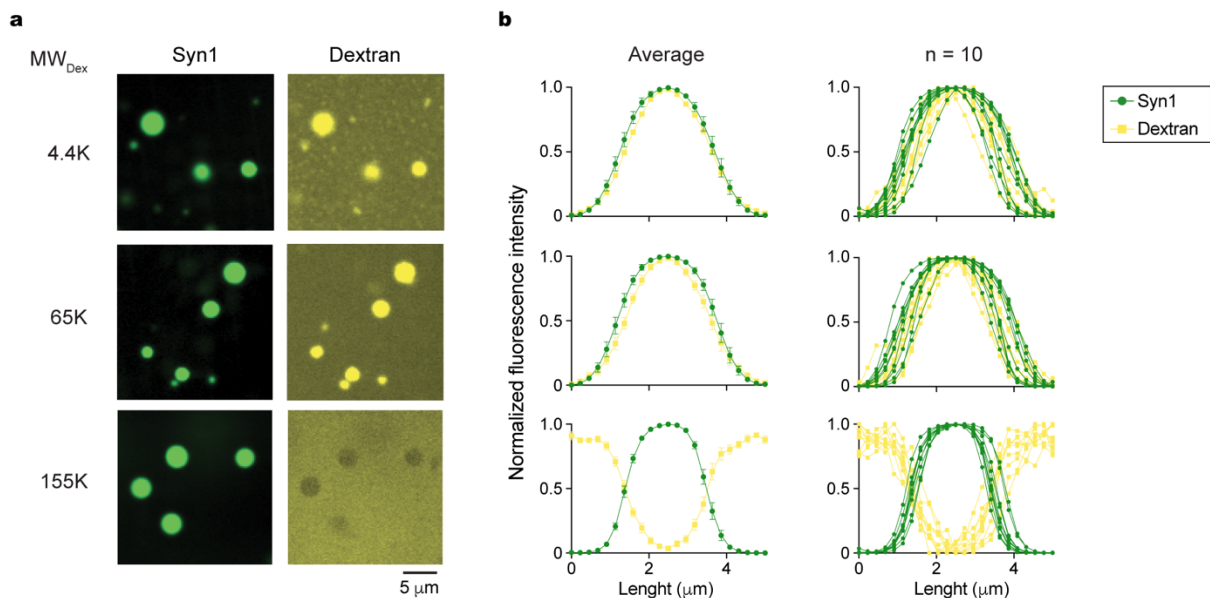 a
Syn1 Dextran
MW_Dex
4.4K
65K
155K
5 μm
b
Average n = 10
Syn1
Dextran
Normalized fluorescence intensity
1.0
0.5
0
1.0
0.5
0
1.0
0.5
0
1.0
0.5
0
1.0
0.5
0
1.0
0.5
0
0 2 4 0 2 4
Lenght (μm) Lenght (μm)